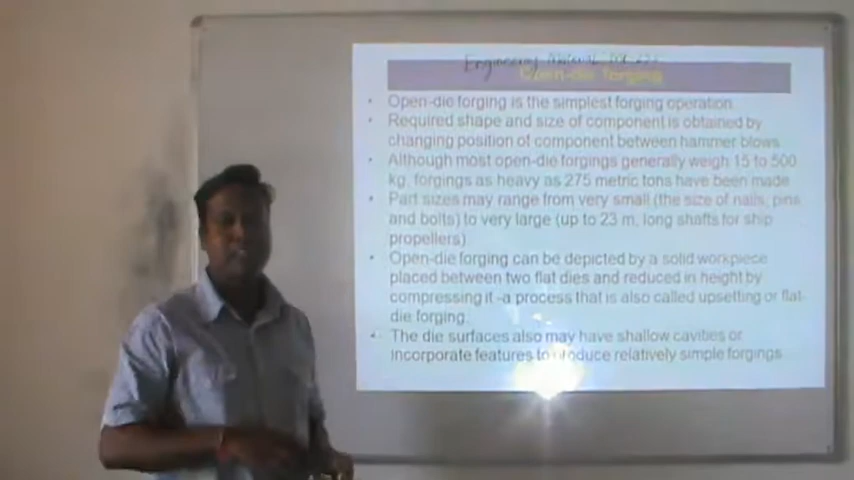 Engineering Material
Open-die forging
• Open-die forging is the simplest forging operation.
• Required shape and size of component is obtained by
changing position of component between hammer blows.
• Although most open-die forgings generally weigh 15 to 500
kg, forgings as heavy as 275 metric tons have been made.
• Part sizes may range from very small (the size of nails, pins
and bolts) to very large (up to 23 m, long shafts for ship
propellers).
• Open-die forging can be depicted by a solid workpiece
placed between two flat dies and reduced in height by
compressing it -a process that is also called upsetting or flat-
die forging.
• The die surfaces also may have shallow cavities or
incorporate features to produce relatively simple forgings.